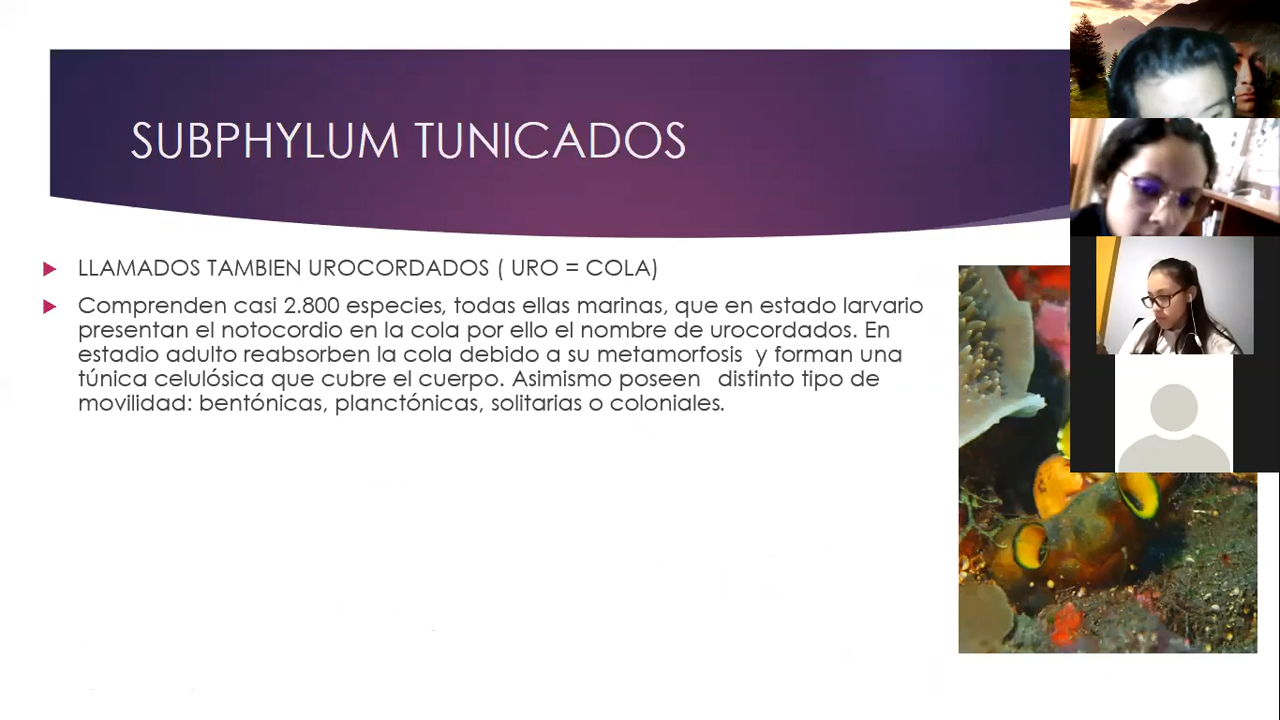 SUBPHYLUM TUNICADOS
LLAMADOS TAMBIEN UROCORDADOS ( URO = COLA)
Comprenden casi 2.800 especies, todas ellas marinas, que en estado larvario
presentan el notocordio en la cola por ello el nombre de urocordados. En
estadio adulto reabsorben la cola debido a su metamorfosis y forman una
túnica celulósica que cubre el cuerpo. Asimismo poseen distinto tipo de
movilidad: bentónicas, planctónicas, solitarias o coloniales.